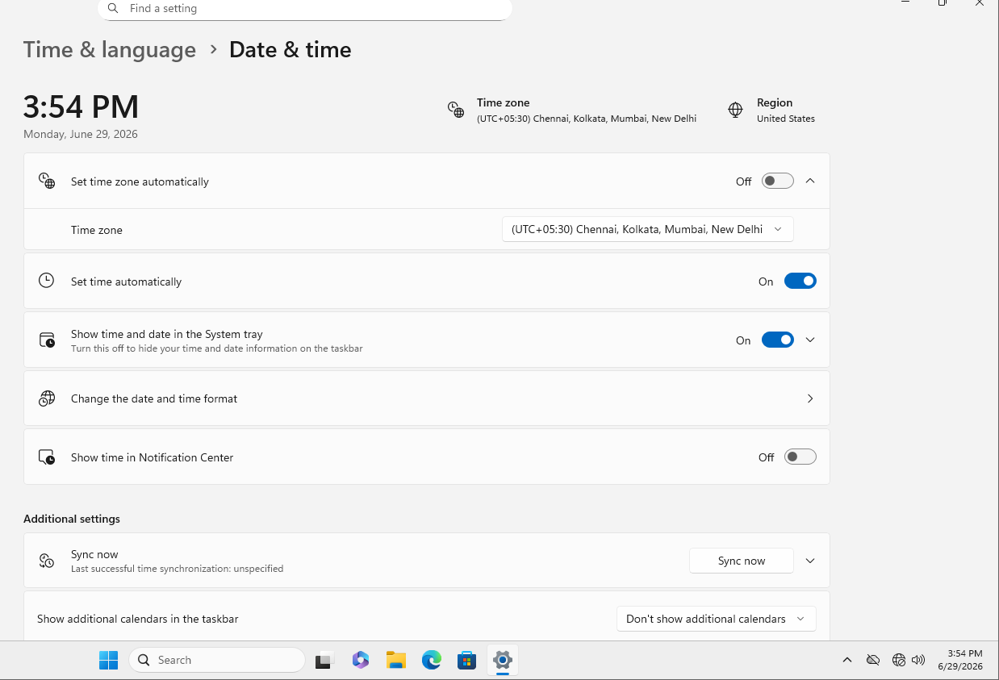 Find a setting
Time & language > Date & time
3:54 PM
Monday, June 29, 2026
Time zone
(UTC+05:30) Chennai, Kolkata, Mumbai, New Delhi
Region
United States
Set time zone automatically
Off
Time zone
(UTC+05:30) Chennai, Kolkata, Mumbai, New Delhi
Set time automatically
On
Show time and date in the System tray
Turn this off to hide your time and date information on the taskbar
On
Change the date and time format
Show time in Notification Center
Off
Additional settings
Sync now
Last successful time synchronization: unspecified
Sync now
Show additional calendars in the taskbar
Don't show additional calendars
Search
3:54 PM
6/29/2026